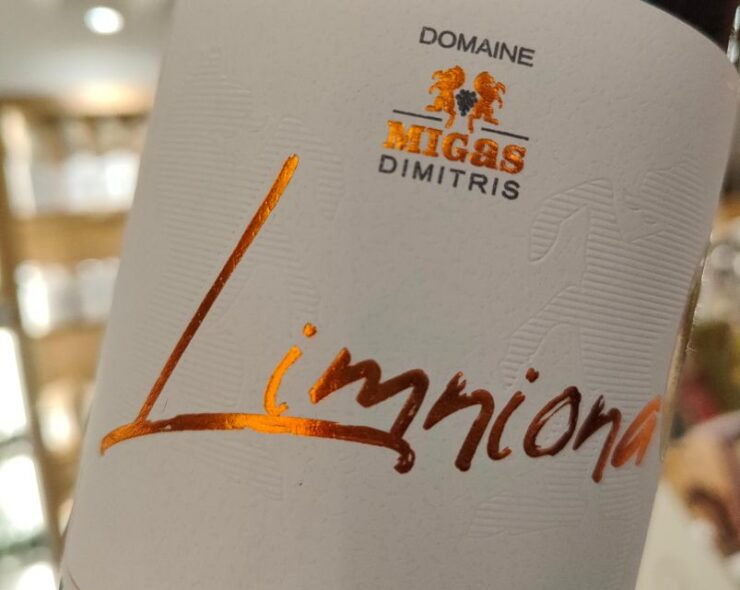 DOMAINE
MIGas
DIMITRIS
Limniona